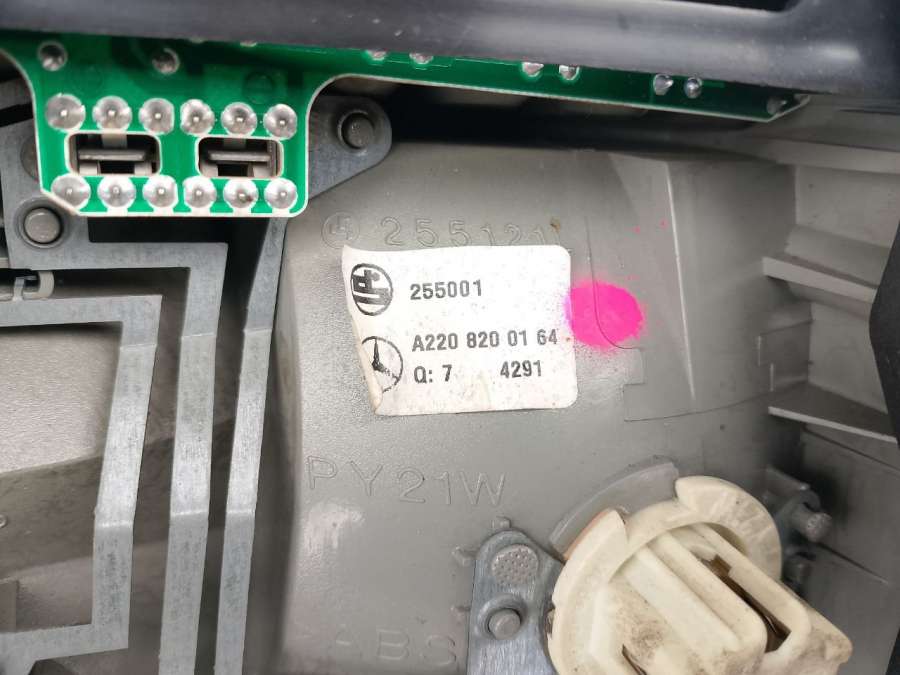 255121
255001
A220 820 01 64
Q: 7 4291
PY21W
ABS